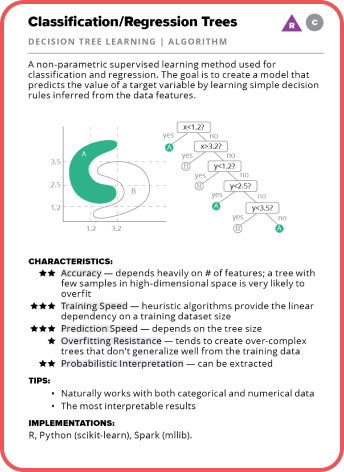 Classification/Regression Trees
R
C
DECISION TREE LEARNING | ALGORITHM
A non-parametric supervised learning method used for
classification and regression. The goal is to create a model that
predicts the value of a target variable by learning simple decision
rules inferred from the data features.
A
B
3.5
2.5
1.2
1.2 3.2
x<1.2?
yes no
A x>3.2?
yes no
B y<1.2?
yes no
B y<2.5?
yes no
A y<3.5?
yes no
B A
CHARACTERISTICS:
★★ Accuracy — depends heavily on # of features; a tree with
few samples in high-dimensional space is very likely to
overfit
★★★ Training Speed — heuristic algorithms provide the linear
dependency on a training dataset size
★★★ Prediction Speed — depends on the tree size
★ Overfitting Resistance — tends to create over-complex
trees that don't generalize well from the training data
★★ Probabilistic Interpretation — can be extracted
TIPS:
• Naturally works with both categorical and numerical data
• The most interpretable results
IMPLEMENTATIONS:
R, Python (scikit-learn), Spark (mllib).